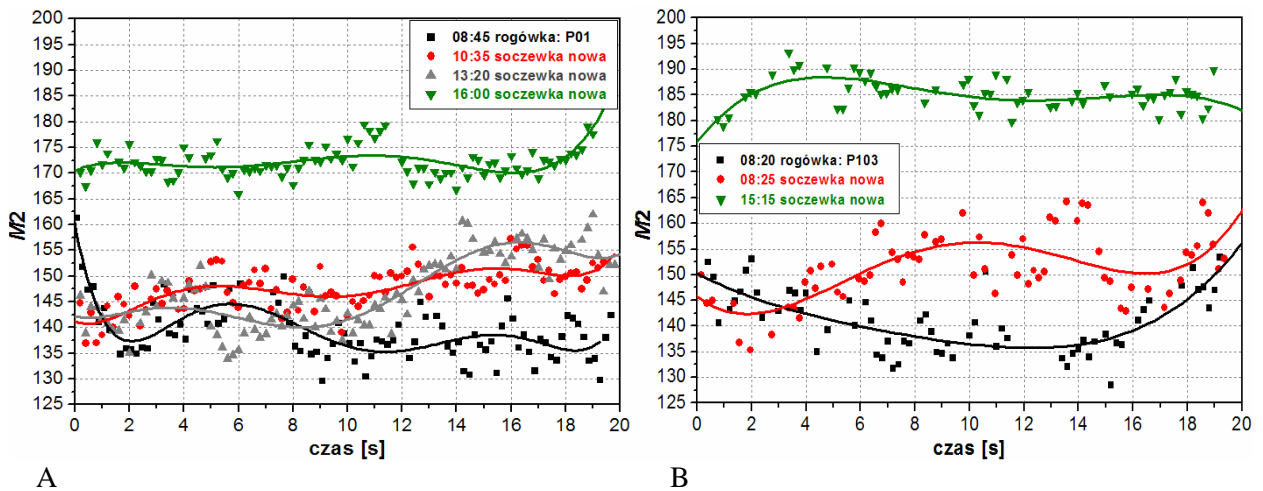 200
195
190
185
180
175
170
165
160
155
150
145
140
135
130
125
M2
0 2 4 6 8 10 12 14 16 18 20
czas [s]
08:45 rogówka: P01
10:35 soczewka nowa
13:20 soczewka nowa
16:00 soczewka nowa
A
200
195
190
185
180
175
170
165
160
155
150
145
140
135
130
125
M2
0 2 4 6 8 10 12 14 16 18 20
czas [s]
08:20 rogówka: P103
08:25 soczewka nowa
15:15 soczewka nowa
B